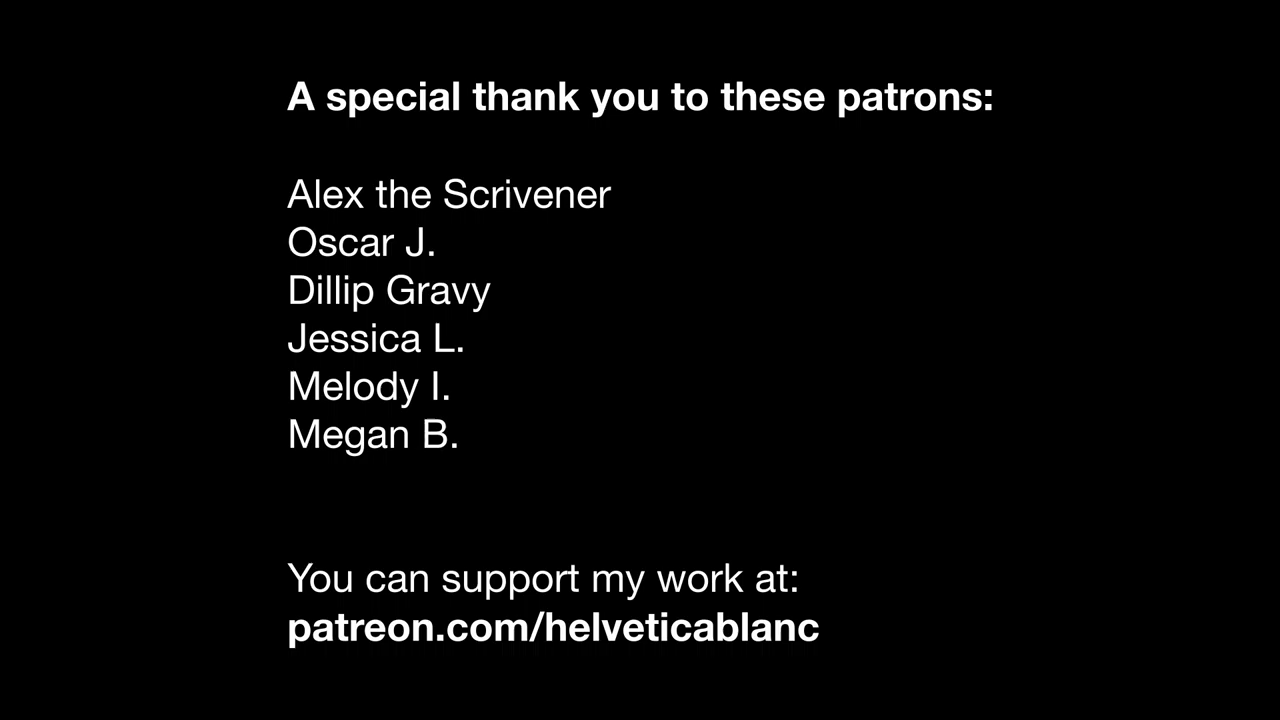 A special thank you to these patrons:
Alex the Scrivener
Oscar J.
Dillip Gravy
Jessica L.
Melody I.
Megan B.
You can support my work at:
patreon.com/helveticablanc